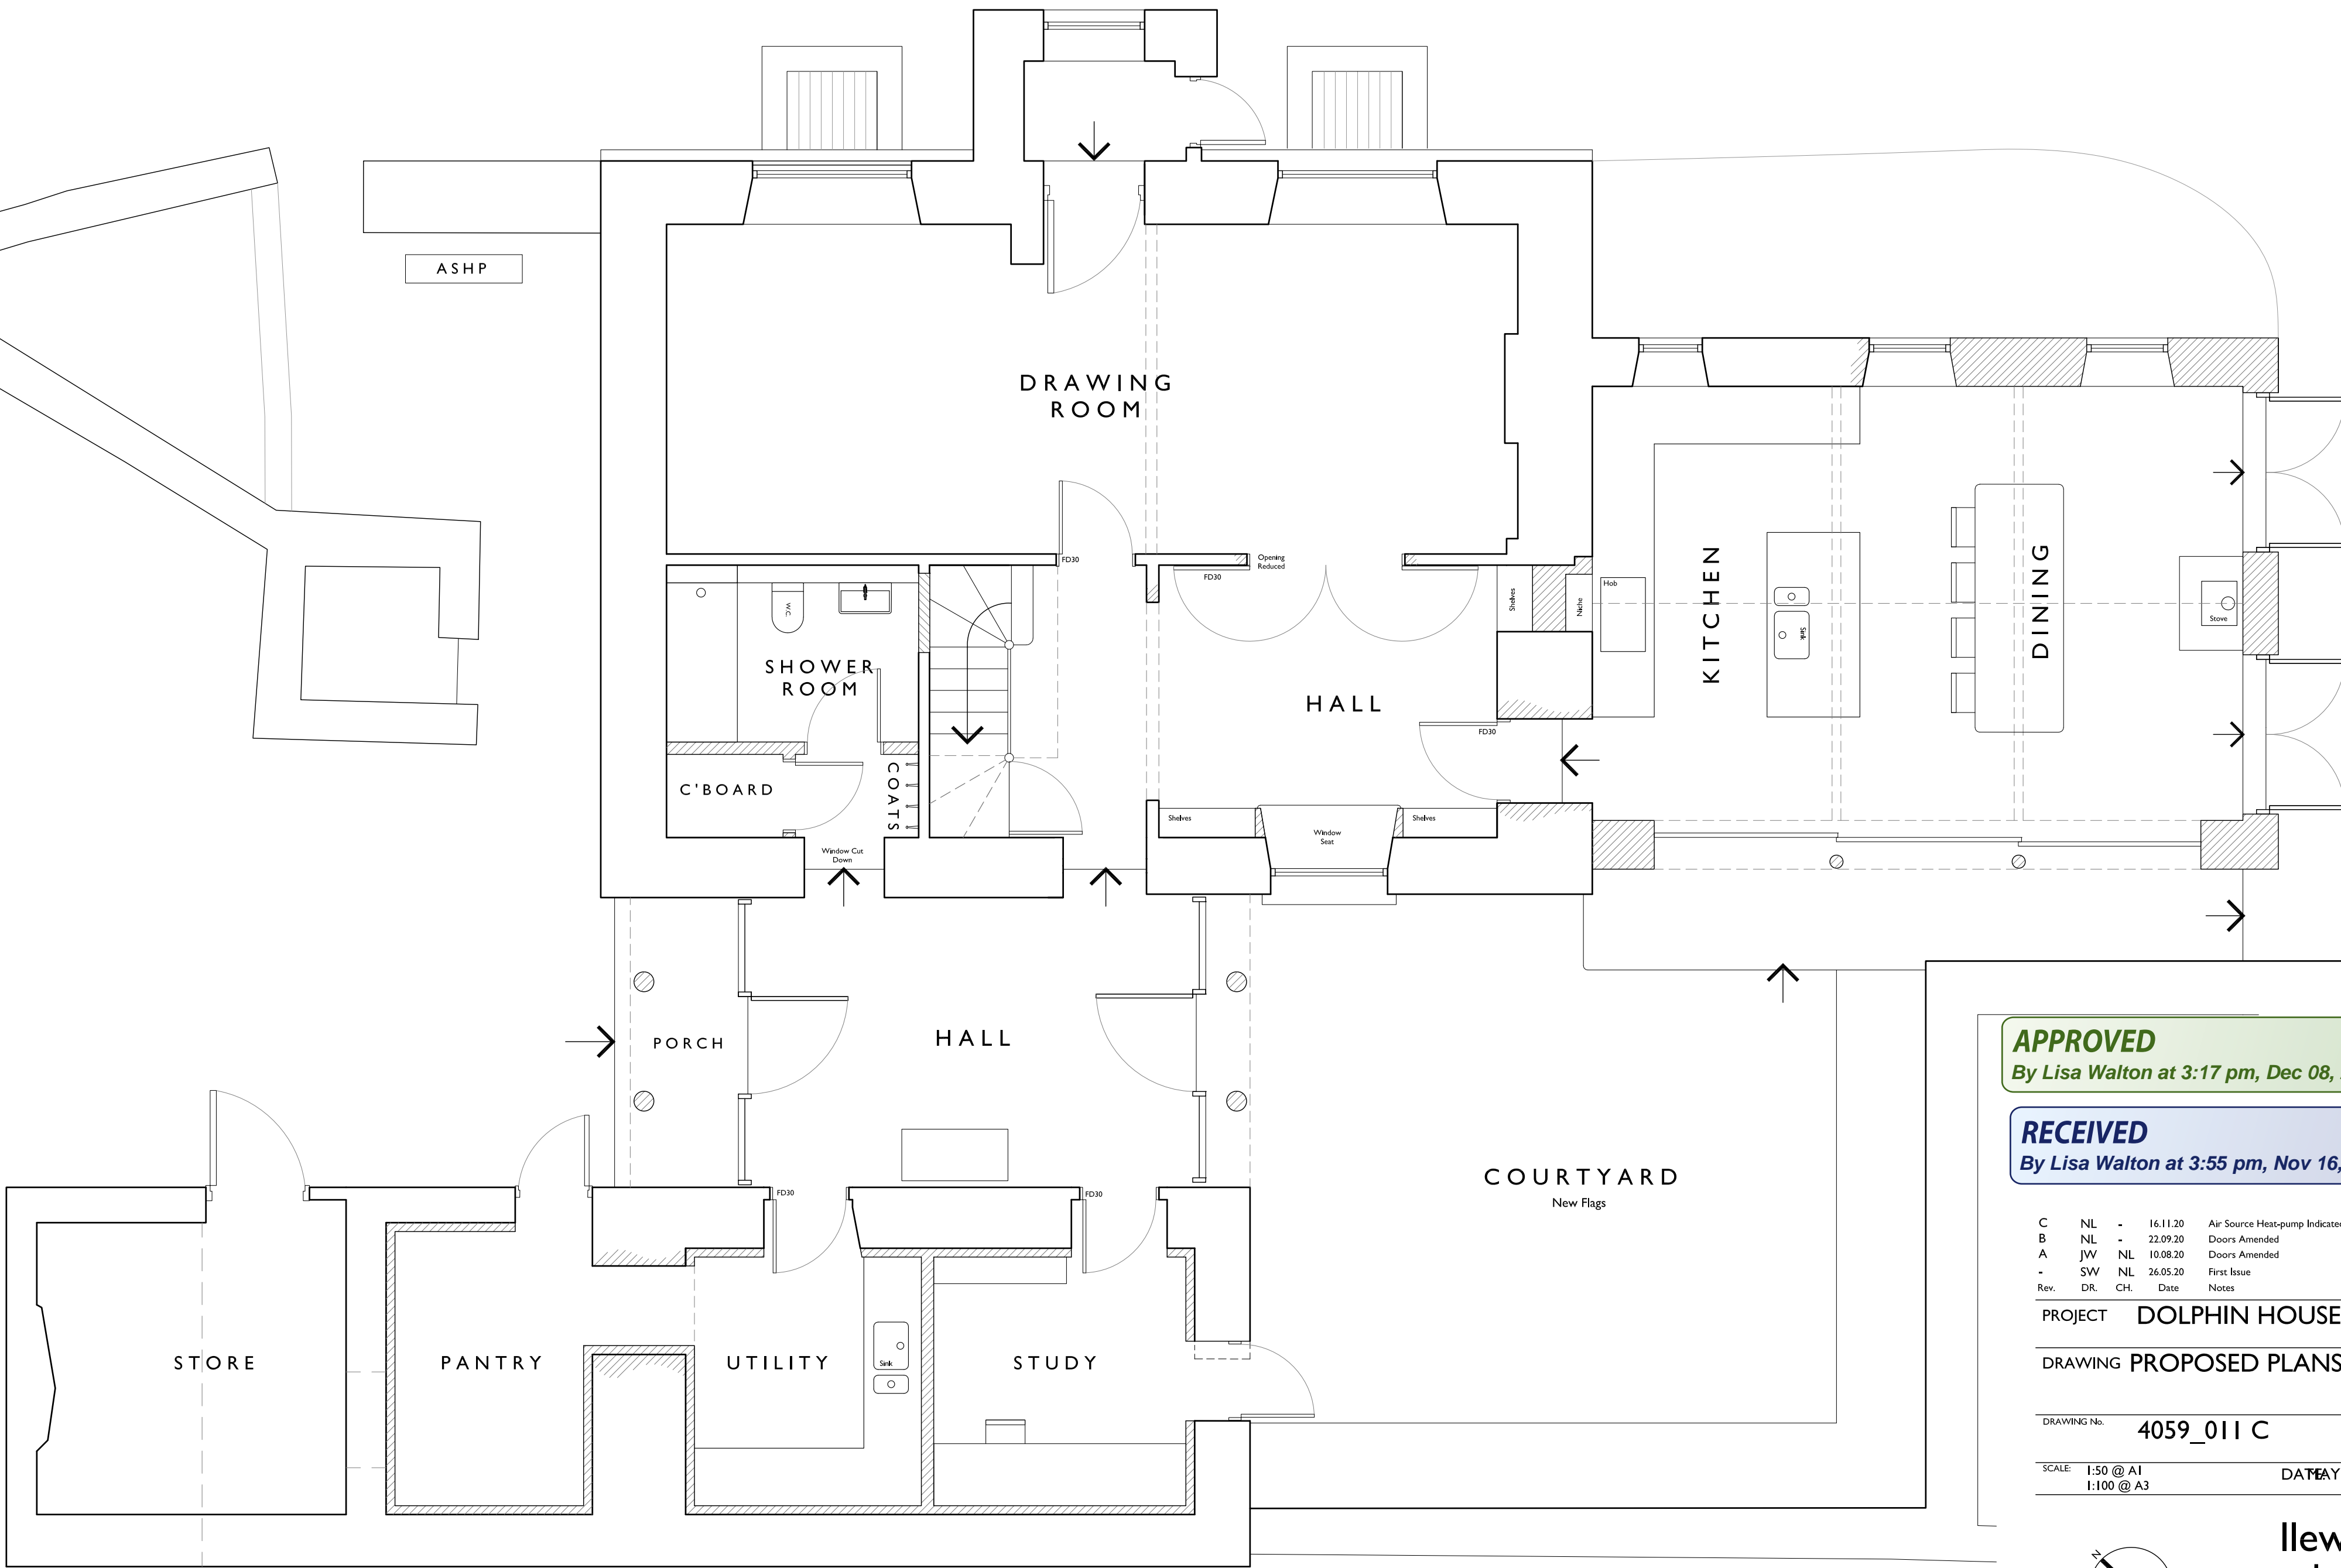 ASHP
DRAWING
ROOM
FD30
Opening
Reduced
FD30
Shelves
Niche
Hob
KITCHEN
Sink
DINING
Stove
W.C.
SHOWER
ROOM
HALL
FD30
C'BOARD
COATS
Shelves
Window
Seat
Shelves
Window Cut
Down
PORCH
HALL
APPROVED
By Lisa Walton at 3:17 pm, Dec 08,
RECEIVED
By Lisa Walton at 3:55 pm, Nov 16,
COURTYARD
New Flags
FD30
FD30
STORE
PANTRY
UTILITY
Sink
STUDY
C NL - 16.11.20 Air Source Heat-pump Indicated
B NL - 22.09.20 Doors Amended
A JW NL 10.08.20 Doors Amended
- SW NL 26.05.20 First Issue
Rev. DR. CH. Date Notes
PROJECT DOLPHIN HOUSE
DRAWING PROPOSED PLANS
DRAWING No. 4059_011 C
SCALE: 1:50 @ A1 DATE: MAY
1:100 @ A3
N
llew